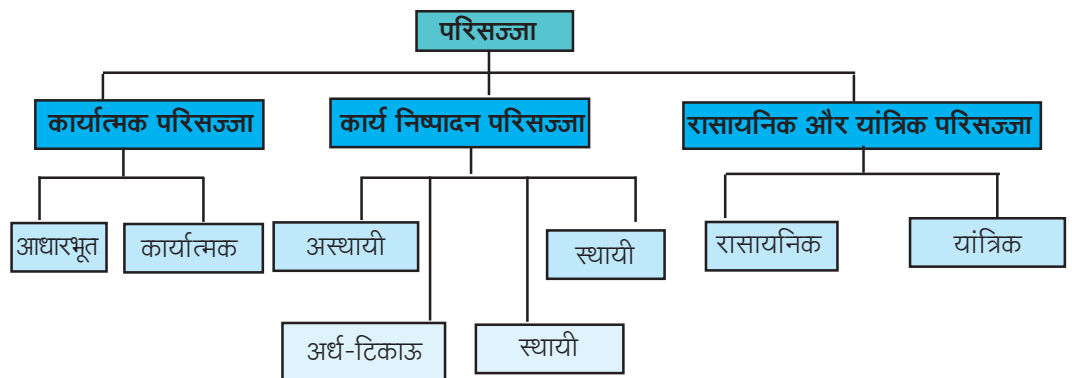 परिसज्जा
कार्यात्मक परिसज्जा
कार्य निष्पादन परिसज्जा
रासायनिक और यांत्रिक परिसज्जा
आधारभूत
कार्यात्मक
अस्थायी
स्थायी
रासायनिक
यांत्रिक
अर्ध-टिकाऊ
स्थायी